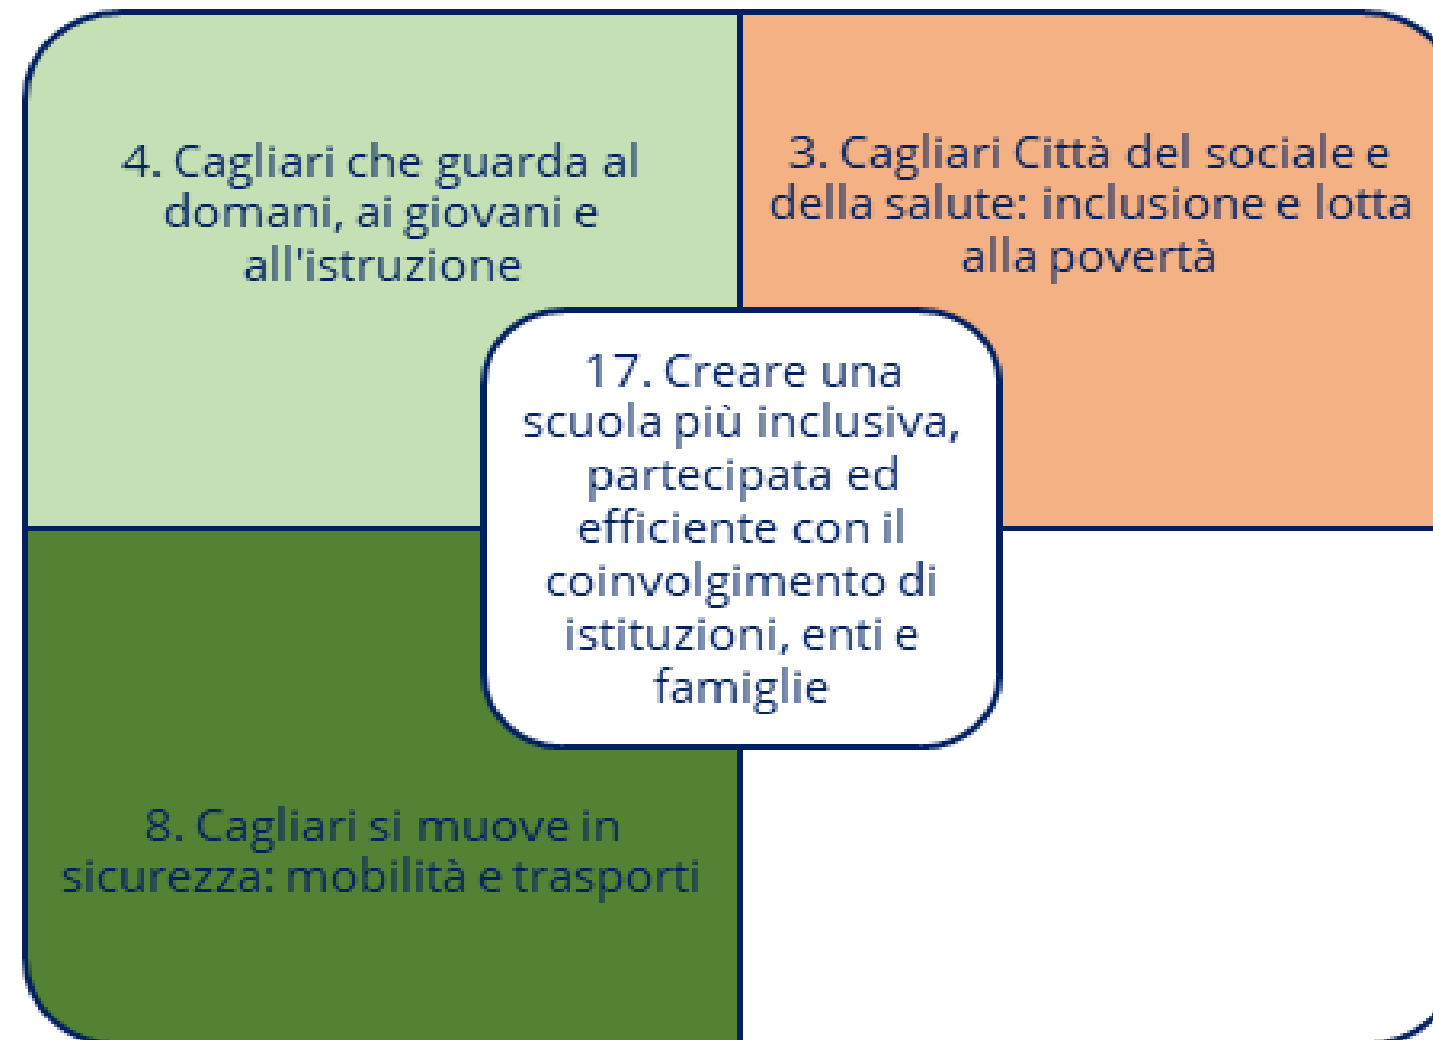 4. Cagliari che guarda al
domani, ai giovani e
all'istruzione
3. Cagliari Città del sociale e
della salute: inclusione e lotta
alla povertà
17. Creare una
scuola più inclusiva,
partecipata ed
efficiente con il
coinvolgimento di
istituzioni, enti e
famiglie
8. Cagliari si muove in
sicurezza: mobilità e trasporti